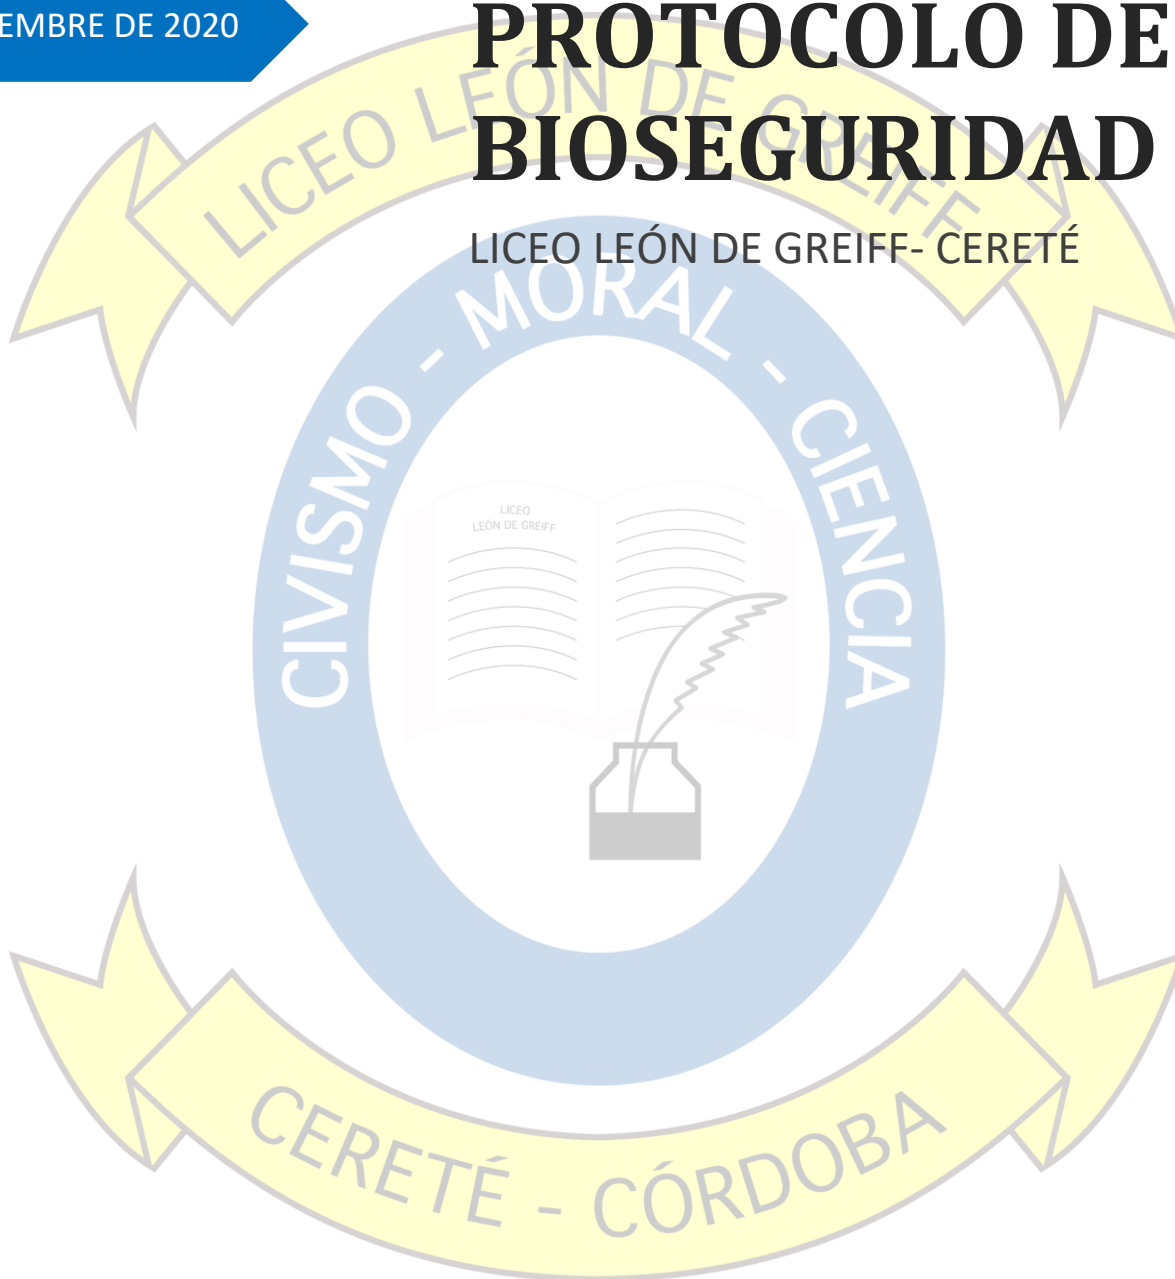 EMBRE DE 2020
PROTOCOLO DE
BIOSEGURIDAD
LICEO LEÓN DE GREIFF- CERETÉ
LICEO LEÓN DE GREIFF
CIVISMO - MORAL - CIENCIA
LICEO
LEÓN DE GREIFF
CERETÉ - CÓRDOBA